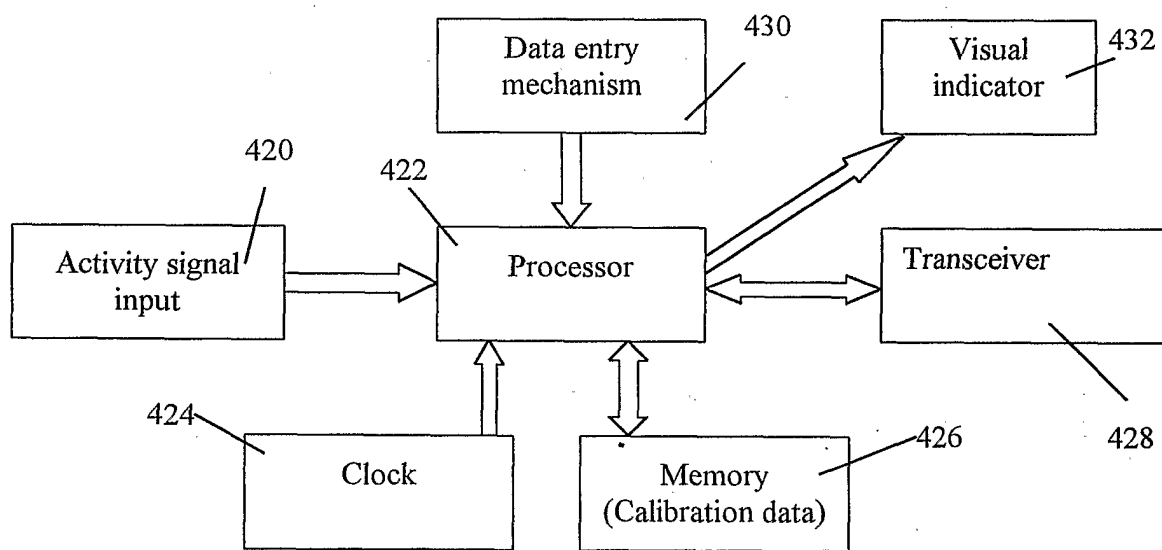 Data entry
mechanism
430
Visual
indicator
432
420
422
Activity signal
input
Processor
Transceiver
424
Clock
Memory
(Calibration data)
426
428